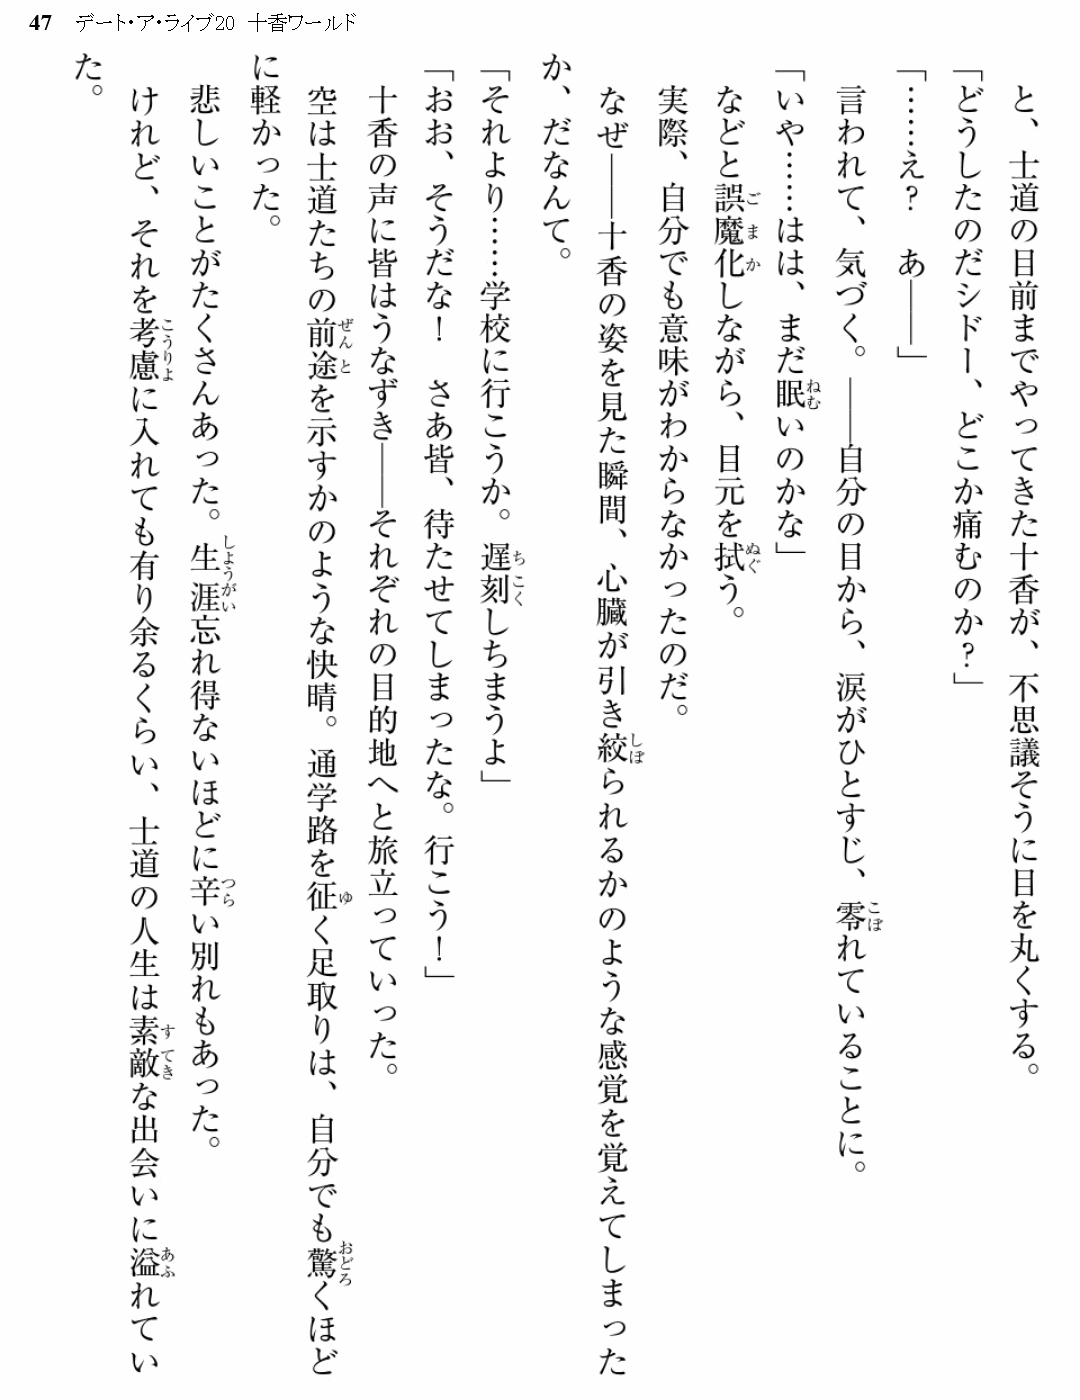 47 デート・ア・ライブ20 十香ワールド
と、士道の目前までやってきた十香が、不思議そうに目を丸くする。
「どうしたのだシドー、どこか痛むのか?」
「……え? あ――」
言われて、気づく。――自分の目から、涙がひとすじ、零れていることに。
「いや……はは、まだ眠いのかな」
などと誤魔化しながら、目元を拭う。
実際、自分でも意味がわからなかったのだ。
なぜ――十香の姿を見た瞬間、心臓が引き絞られるかのような感覚を覚えてしまった
か、だなんて。
「それより……学校に行こうか。遅刻しちまうよ」
「おお、そうだな! さあ皆、待たせてしまったな。行こう!」
十香の声に皆はうなずき――それぞれの目的地へと旅立っていった。
空は士道たちの前途を示すかのような快晴。通学路を征く足取りは、自分でも驚くほど
に軽かった。
悲しいことがたくさんあった。生涯忘れ得ないほどに辛い別れもあった。
けれど、それを考慮に入れても有り余るくらい、士道の人生は素敵な出会いに溢れてい
た。